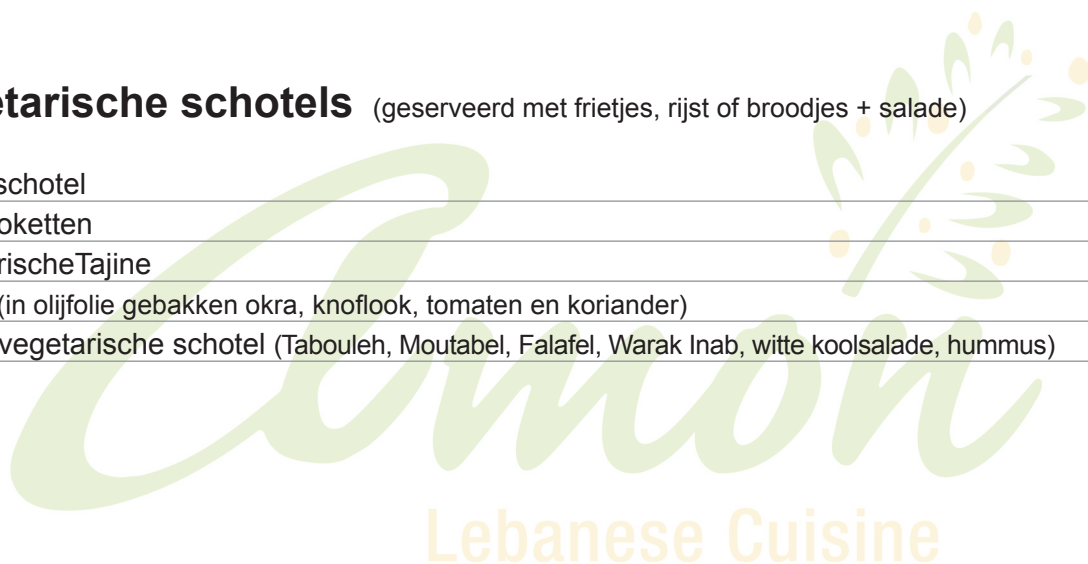 etarische schotels (geserveerd met frietjes, rijst of broodjes + salade)
schotel
oketten
rischeTajine
(in olijfolie gebakken okra, knoflook, tomaten en koriander)
vegetarische schotel (Tabouleh, Moutabel, Falafel, Warak Inab, witte koolsalade, hummus)
Amon
Lebanese Cuisine